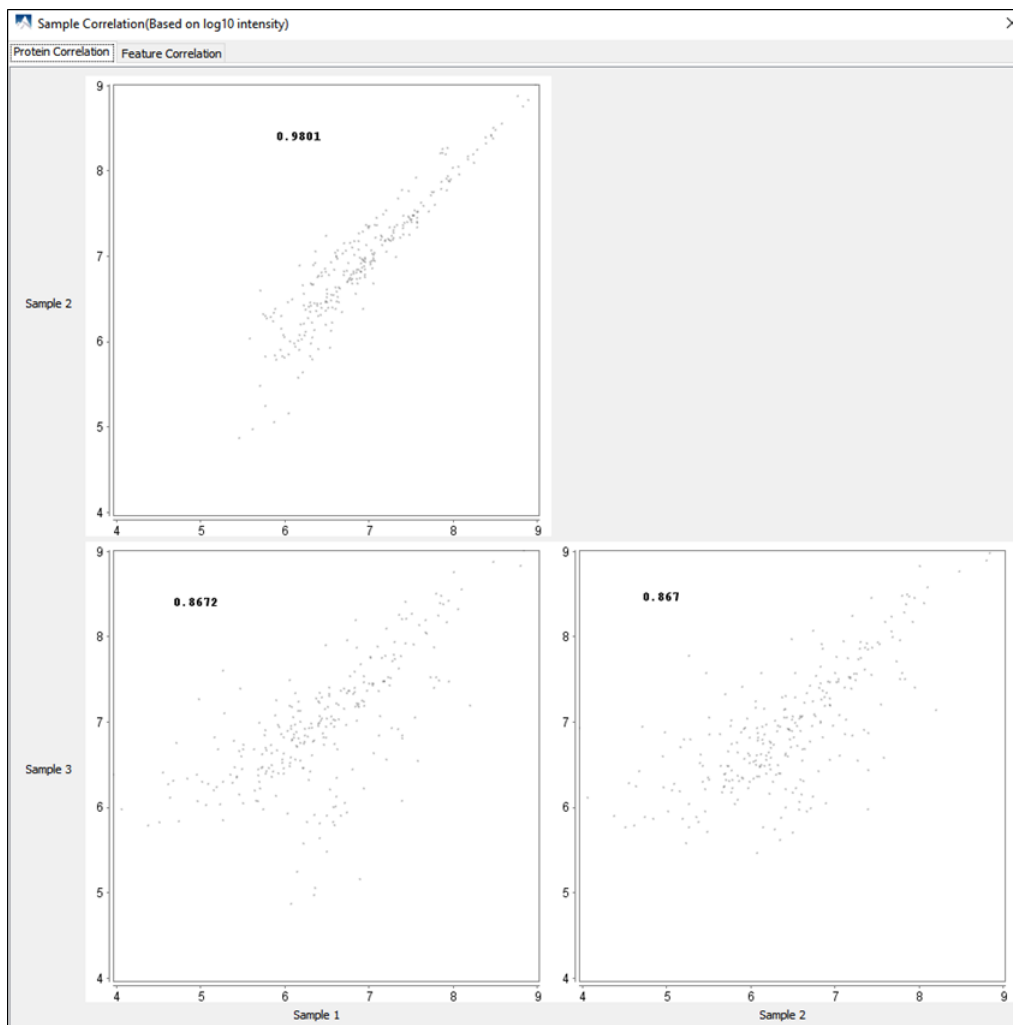 Sample Correlation(Based on log10 intensity)
Protein Correlation Feature Correlation
9
0.9801
8
7
Sample 2
6
5
4
4 5 6 7 8 9
9 9
0.8672 0.867
8 8
7 7
Sample 3
6 6
5 5
4 4
4 5 6 7 8 9 4 5 6 7 8 9
Sample 1 Sample 2